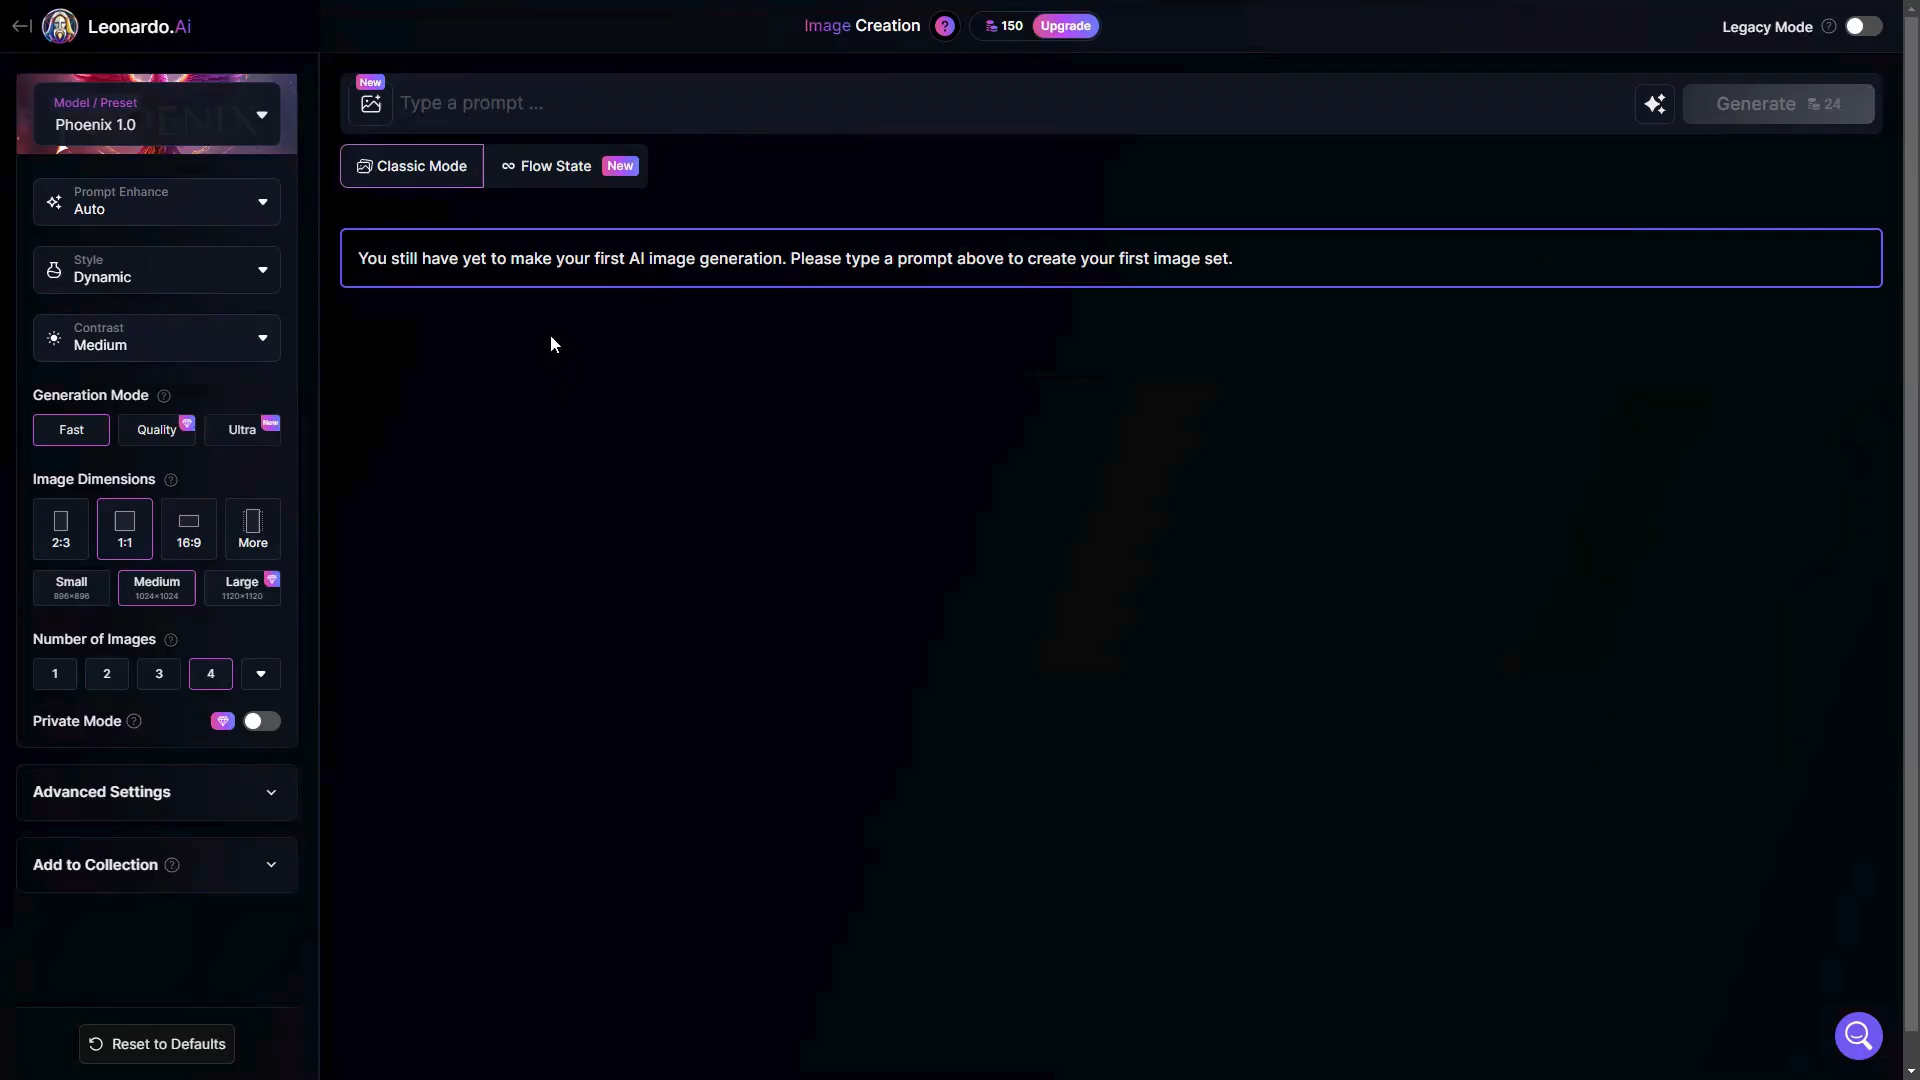 Leonardo.Ai
Image Creation ? 150 Upgrade
Legacy Mode ?
Model / Preset
Phoenix 1.0
New
Type a prompt ...
Generate 24
Classic Mode
Flow State New
Prompt Enhance
Auto
You still have yet to make your first AI image generation. Please type a prompt above to create your first image set.
Style
Dynamic
Contrast
Medium
Generation Mode ?
Fast
Quality
Ultra New
Image Dimensions ?
2:3
1:1
16:9
More
Small
896×896
Medium
1024×1024
Large
1120×1120
Number of Images ?
1 2 3 4
Private Mode ?
Advanced Settings
Add to Collection ?
Reset to Defaults